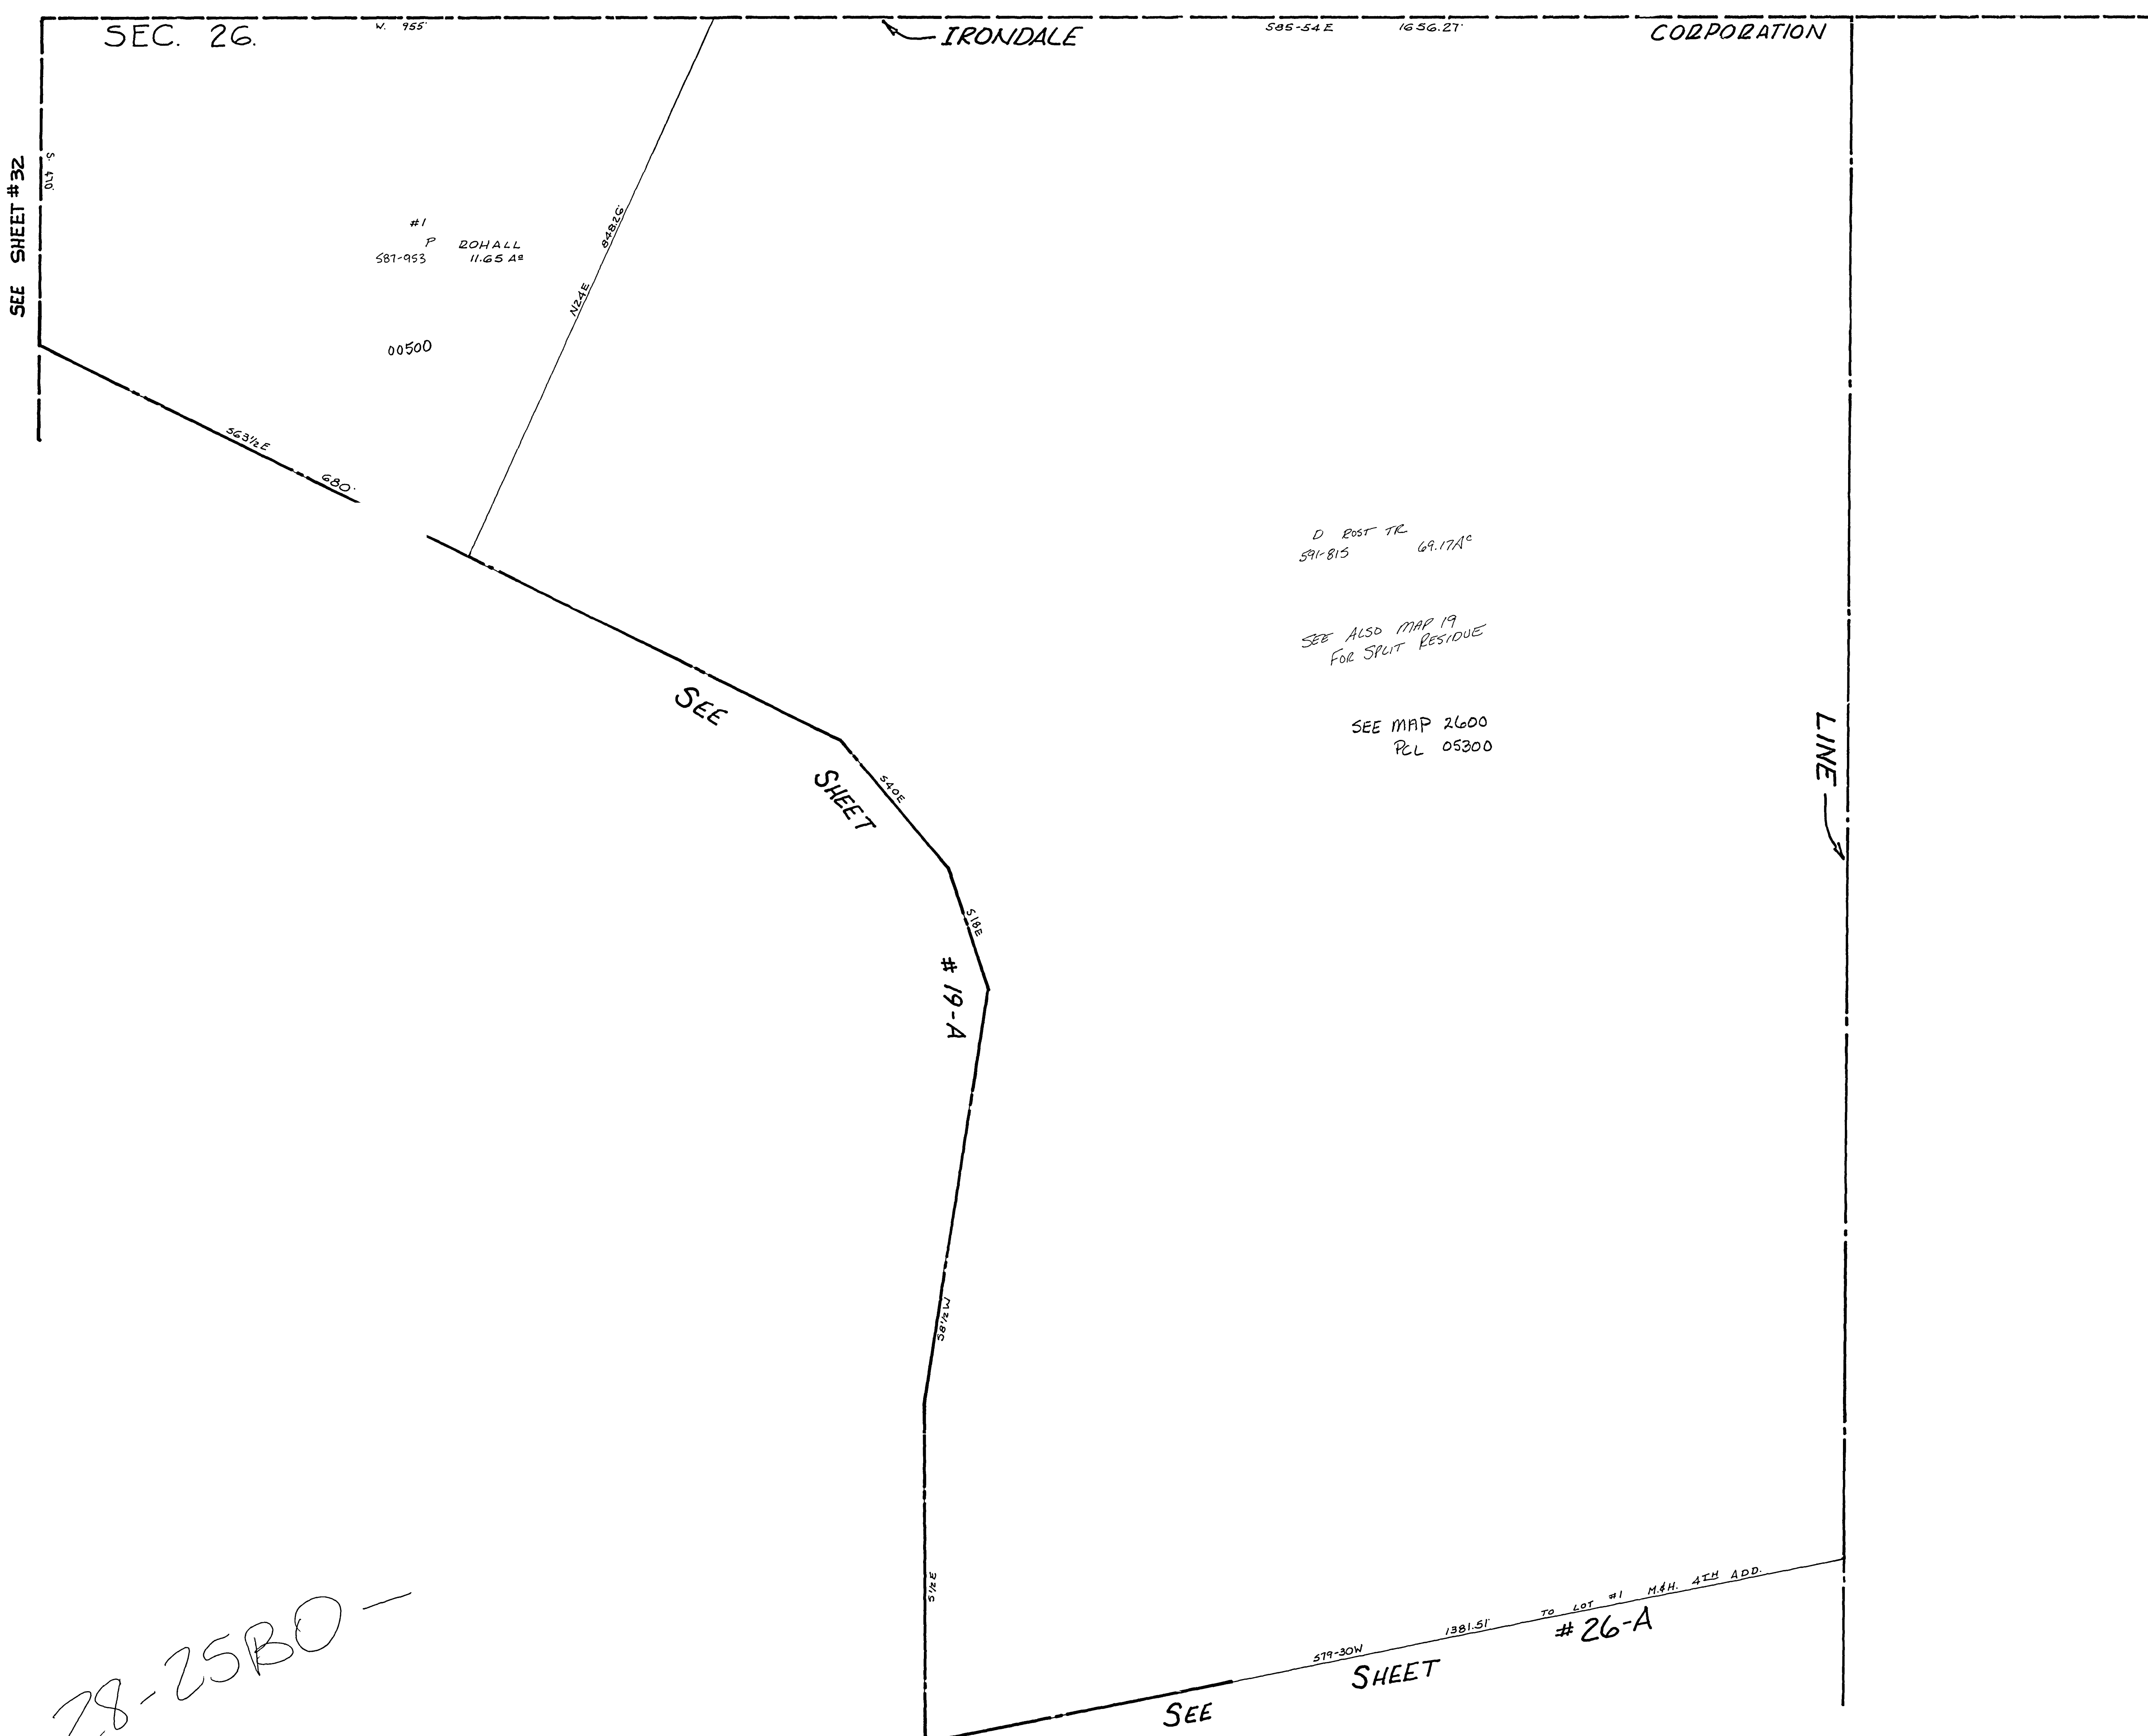 SEC. 26.
W. 955'
IRONDALE
S85-54E 1656.27'
CORPORATION
SEE SHEET #32
S. 470'
#1
P ROHALL
587-953 11.65 Ac
00500
N24E 848.26'
S63½E 680'
D ROST TR
591-815 69.17Ac
SEE ALSO MAP 19
FOR SPLIT RESIDUE
SEE MAP 2600
PCL 05300
LINE
SEE
SHEET
# 19-A
S40E
S18E
S8½W
S½E
S79-30W 1381.51' TO LOT #1 M.&H. 4TH ADD.
SEE SHEET # 26-A
28-25BO-